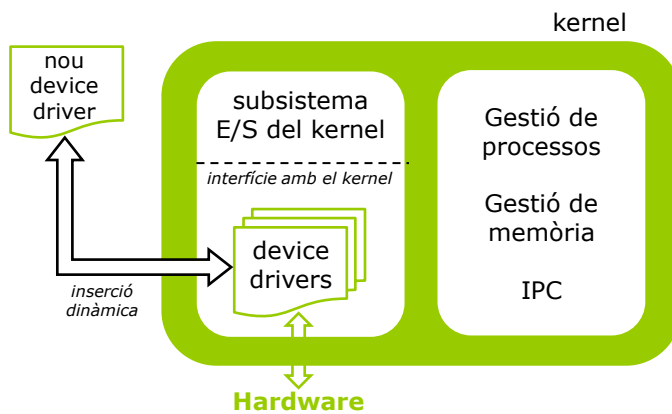 kernel
nou
device
driver
subsistema
E/S del kernel
interfície amb el kernel
device
drivers
inserció
dinàmica
Hardware
Gestió de
processos
Gestió de
memòria
IPC